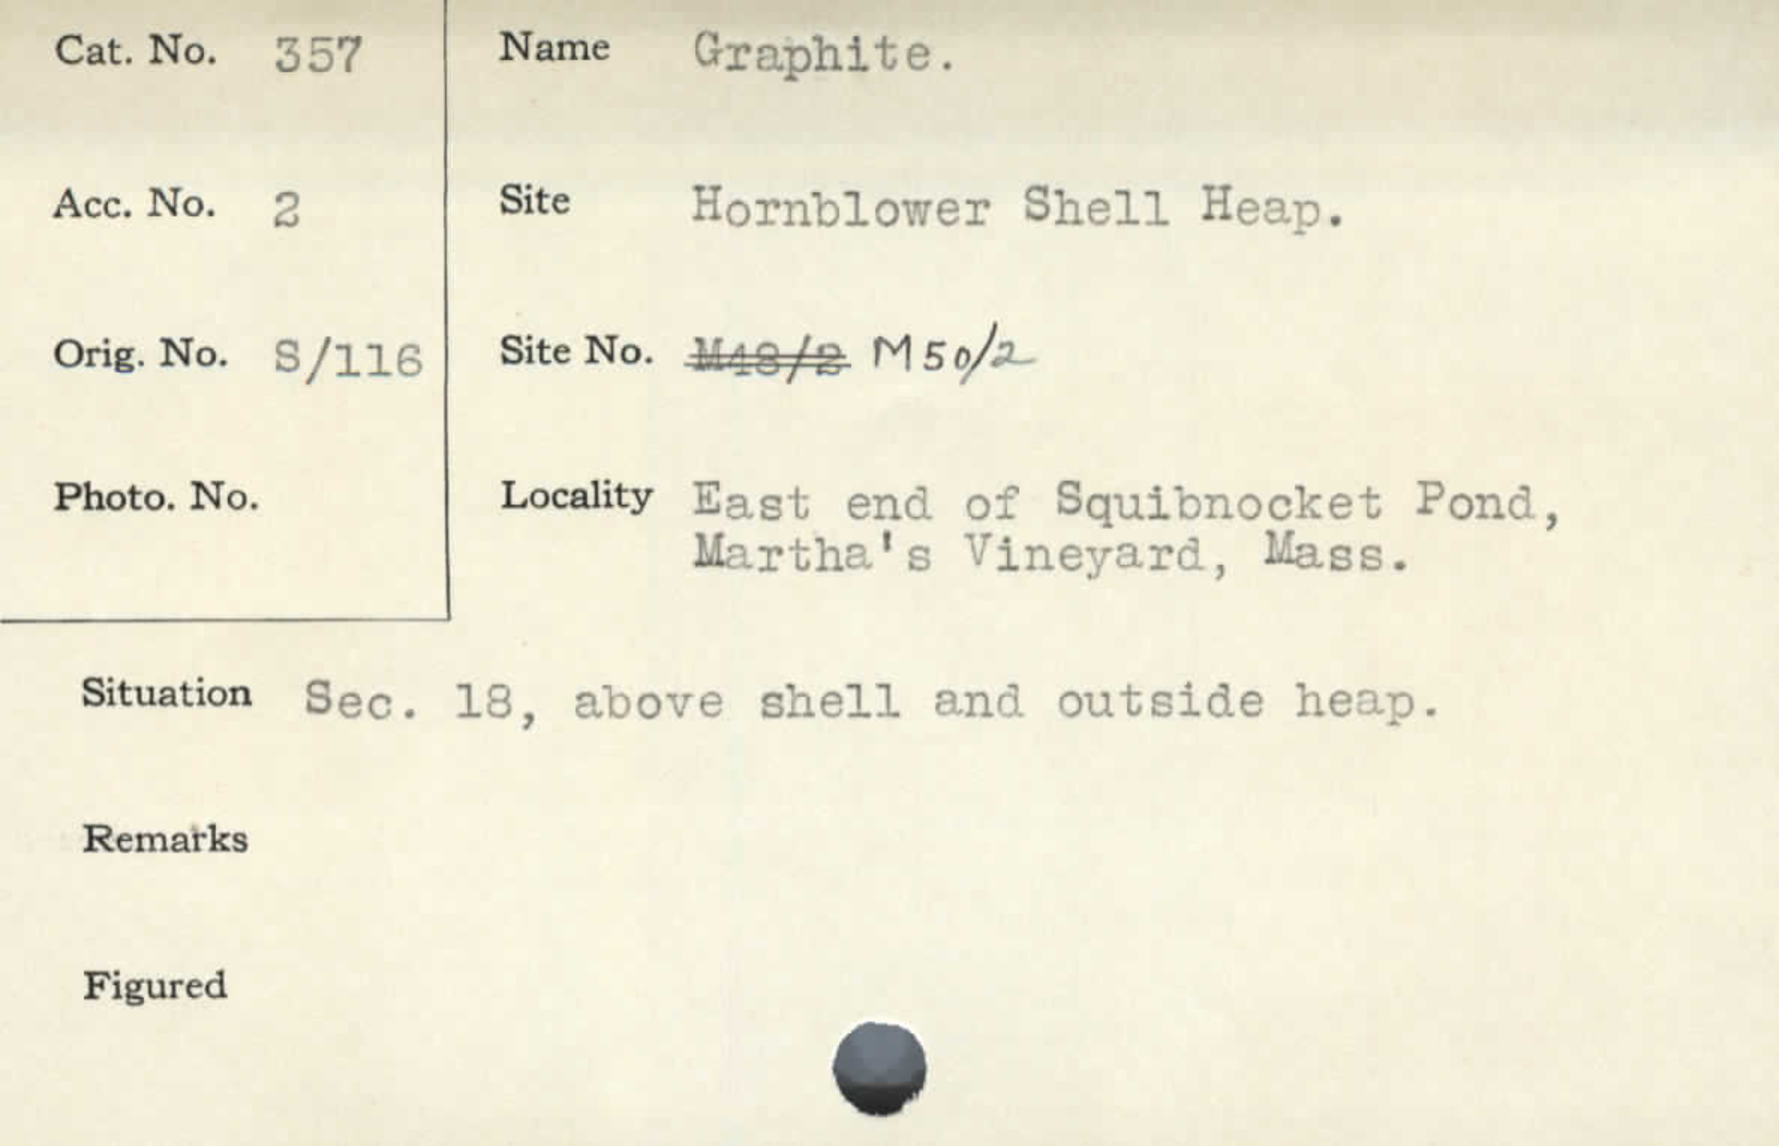 Cat. No. 357
Name Graphite.
Acc. No. 2
Site Hornblower Shell Heap.
Orig. No. S/116
Site No. M48/2 M50/2
Photo. No.
Locality East end of Squibnocket Pond,
Martha's Vineyard, Mass.
Situation Sec. 18, above shell and outside heap.
Remarks
Figured